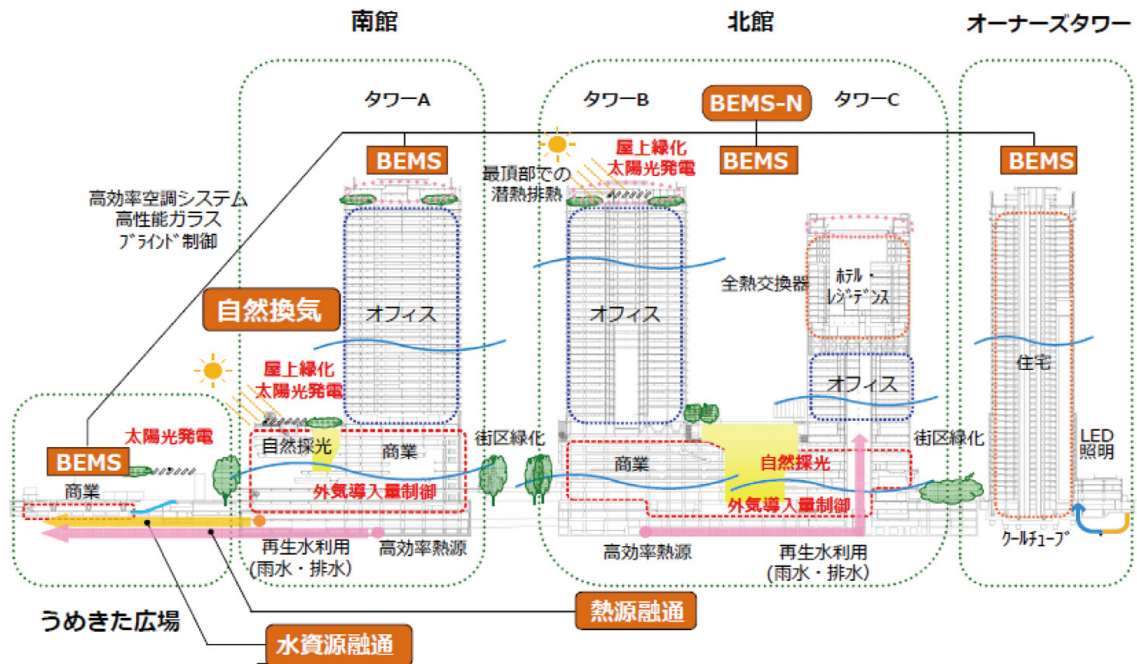 南館
北館
オーナーズタワー
タワーA
タワーB
BEMS-N
タワーC
BEMS
BEMS
BEMS
屋上緑化
太陽光発電
最頂部での
潜熱排熱
高効率空調システム
高性能ガラス
ﾌﾞﾗｲﾝﾄﾞ制御
全熱交換器
ﾎﾃﾙ・
ﾚｼﾞ・ﾃﾞﾝｽ
自然換気
オフィス
オフィス
住宅
屋上緑化
太陽光発電
オフィス
太陽光発電
自然採光
商業
街区緑化
街区緑化
LED
照明
BEMS
商業
自然採光
商業
外気導入量制御
外気導入量制御
再生水利用
(雨水・排水)
高効率熱源
高効率熱源
再生水利用
(雨水・排水)
ｸｰﾙﾁｭｰﾌﾞ
うめきた広場
熱源融通
水資源融通